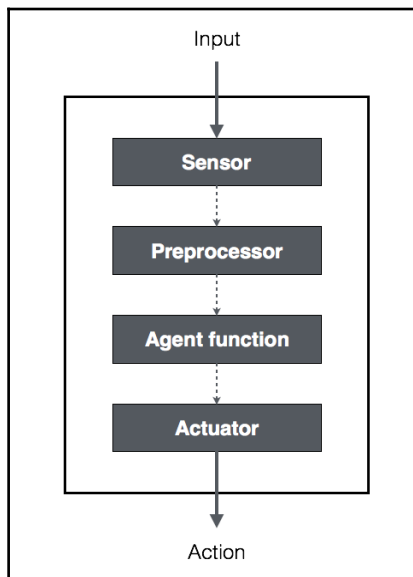 Input
Sensor
Preprocessor
Agent function
Actuator
Action